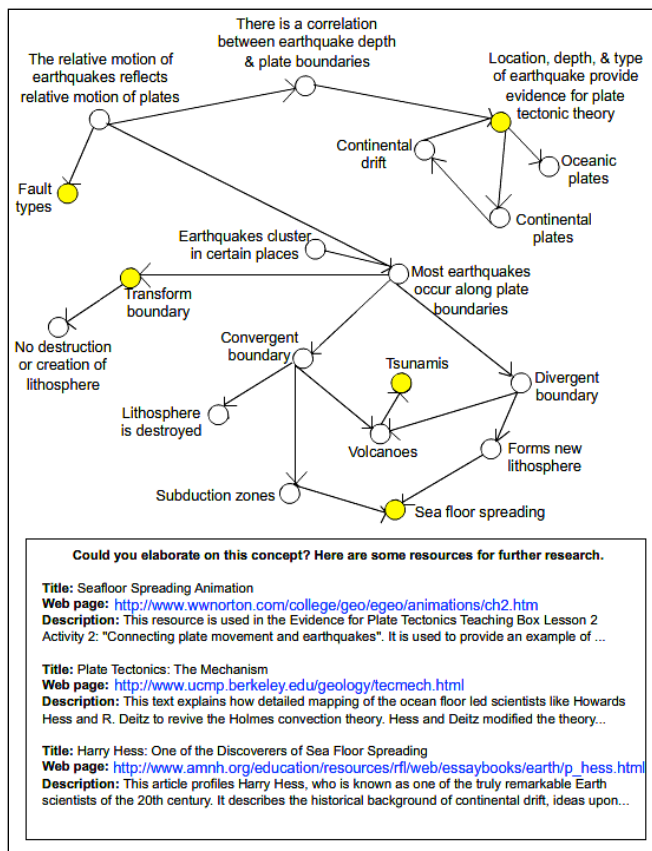 There is a correlation
between earthquake depth
& plate boundaries
The relative motion of
earthquakes reflects
relative motion of plates
Location, depth, & type
of earthquake provide
evidence for plate
tectonic theory
Continental
drift
Oceanic
plates
Fault
types
Continental
plates
Earthquakes cluster
in certain places
Most earthquakes
occur along plate
boundaries
Transform
boundary
No destruction
or creation of
lithosphere
Convergent
boundary
Tsunamis
Divergent
boundary
Lithosphere
is destroyed
Volcanoes
Forms new
lithosphere
Subduction zones
Sea floor spreading
Could you elaborate on this concept? Here are some resources for further research.
Title: Seafloor Spreading Animation
Web page: http://www.wwnorton.com/college/geo/egeo/animations/ch2.htm
Description: This resource is used in the Evidence for Plate Tectonics Teaching Box Lesson 2
Activity 2: "Connecting plate movement and earthquakes". It is used to provide an example of ...
Title: Plate Tectonics: The Mechanism
Web page: http://www.ucmp.berkeley.edu/geology/tecmech.html
Description: This text explains how detailed mapping of the ocean floor led scientists like Howards
Hess and R. Deitz to revive the Holmes convection theory. Hess and Deitz modified the theory...
Title: Harry Hess: One of the Discoverers of Sea Floor Spreading
Web page: http://www.amnh.org/education/resources/rfl/web/essaybooks/earth/p_hess.html
Description: This article profiles Harry Hess, who is known as one of the truly remarkable Earth
scientists of the 20th century. It describes the historical background of continental drift, ideas upon...